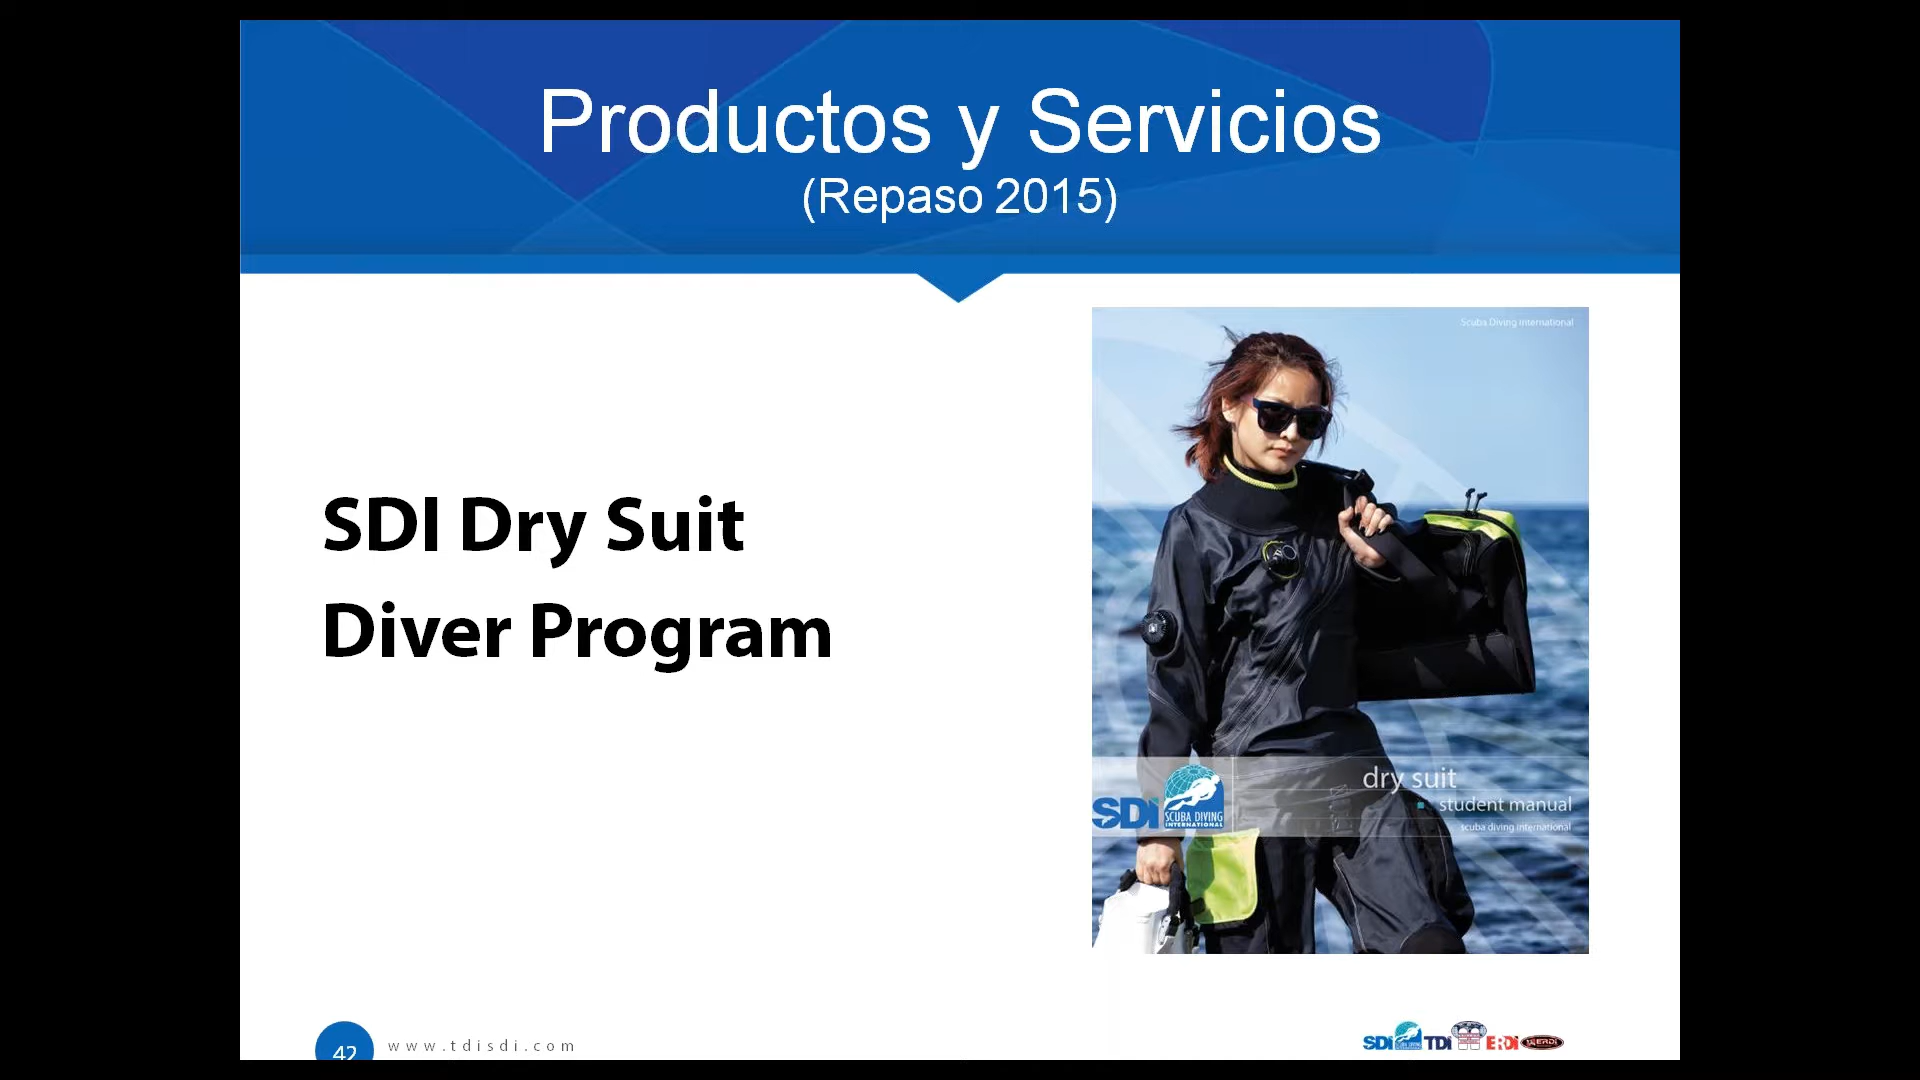 Productos y Servicios
(Repaso 2015)
Scuba Diving International
SDI Dry Suit
Diver Program
dry suit
student manual
scuba diving international
SDI
SCUBA DIVING
INTERNATIONAL
42
www.tdisdi.com
SDI TDI ERDI ERDI